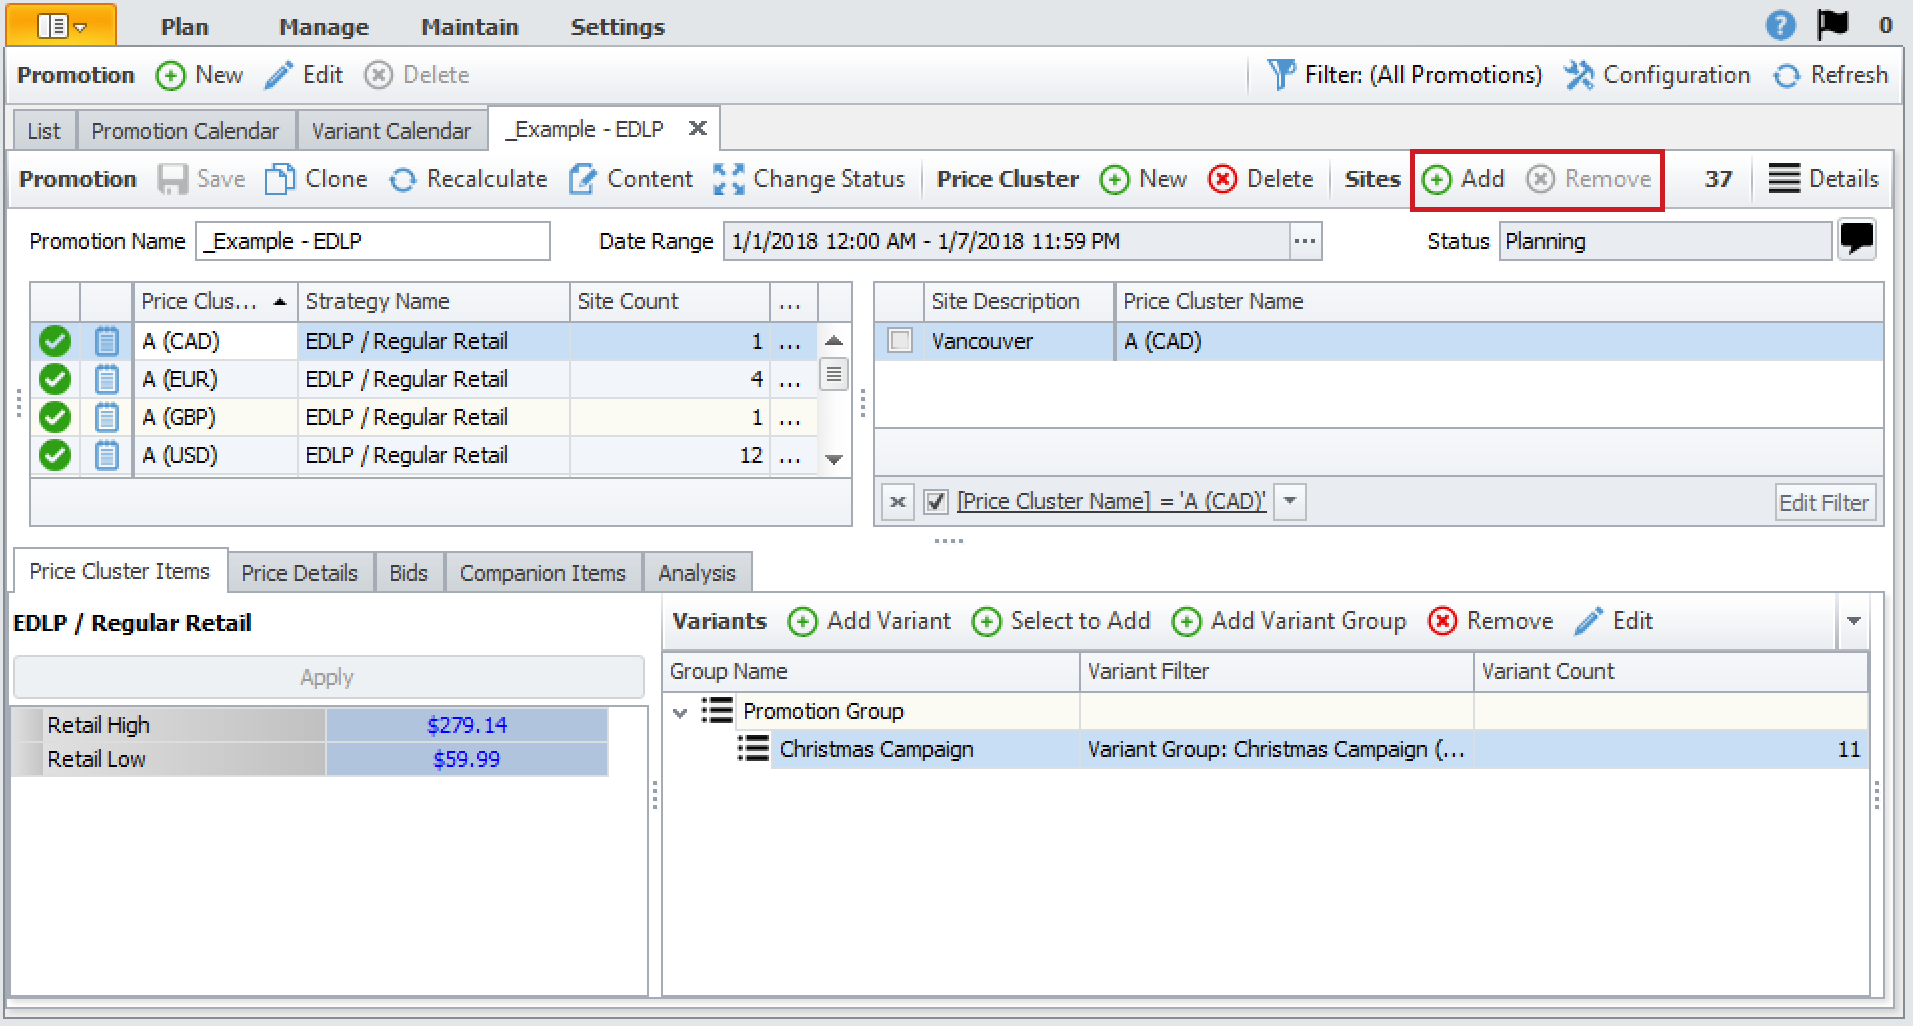 Plan Manage Maintain Settings 0
Promotion New Edit Delete Filter: (All Promotions) Configuration Refresh
List Promotion Calendar Variant Calendar _Example - EDLP
Promotion Save Clone Recalculate Content Change Status Price Cluster New Delete Sites Add Remove 37 Details
Promotion Name _Example - EDLP Date Range 1/1/2018 12:00 AM - 1/7/2018 11:59 PM ... Status Planning
Price Clus... Strategy Name Site Count ... Site Description Price Cluster Name
A (CAD) EDLP / Regular Retail 1 ... Vancouver A (CAD)
A (EUR) EDLP / Regular Retail 4 ...
A (GBP) EDLP / Regular Retail 1 ...
A (USD) EDLP / Regular Retail 12 ...
[Price Cluster Name] = 'A (CAD)' Edit Filter
Price Cluster Items Price Details Bids Companion Items Analysis
EDLP / Regular Retail Variants Add Variant Select to Add Add Variant Group Remove Edit
Apply Group Name Variant Filter Variant Count
Retail High $279.14 Promotion Group
Retail Low $59.99 Christmas Campaign Variant Group: Christmas Campaign (... 11